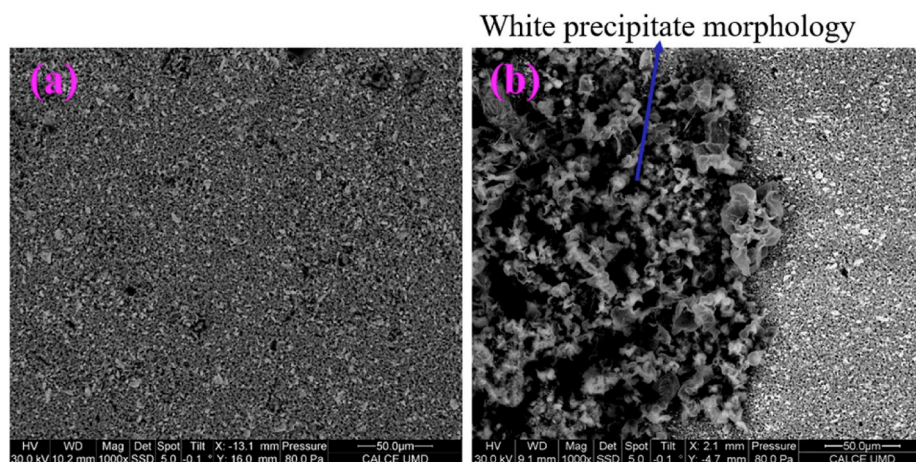 White precipitate morphology
(a)
(b)
HV WD Mag Det Spot Tilt X: -13.1 mm Pressure 50.0µm
30.0 kV 10.2 mm 1000x SSD 5.0 -0.1 ° Y: 16.0 mm 80.0 Pa CALCE UMD
HV WD Mag Det Spot Tilt X: 2.1 mm Pressure 50.0µm
30.0 kV 9.1 mm 1000x SSD 5.0 -0.1 ° Y: -4.7 mm 80.0 Pa CALCE UMD